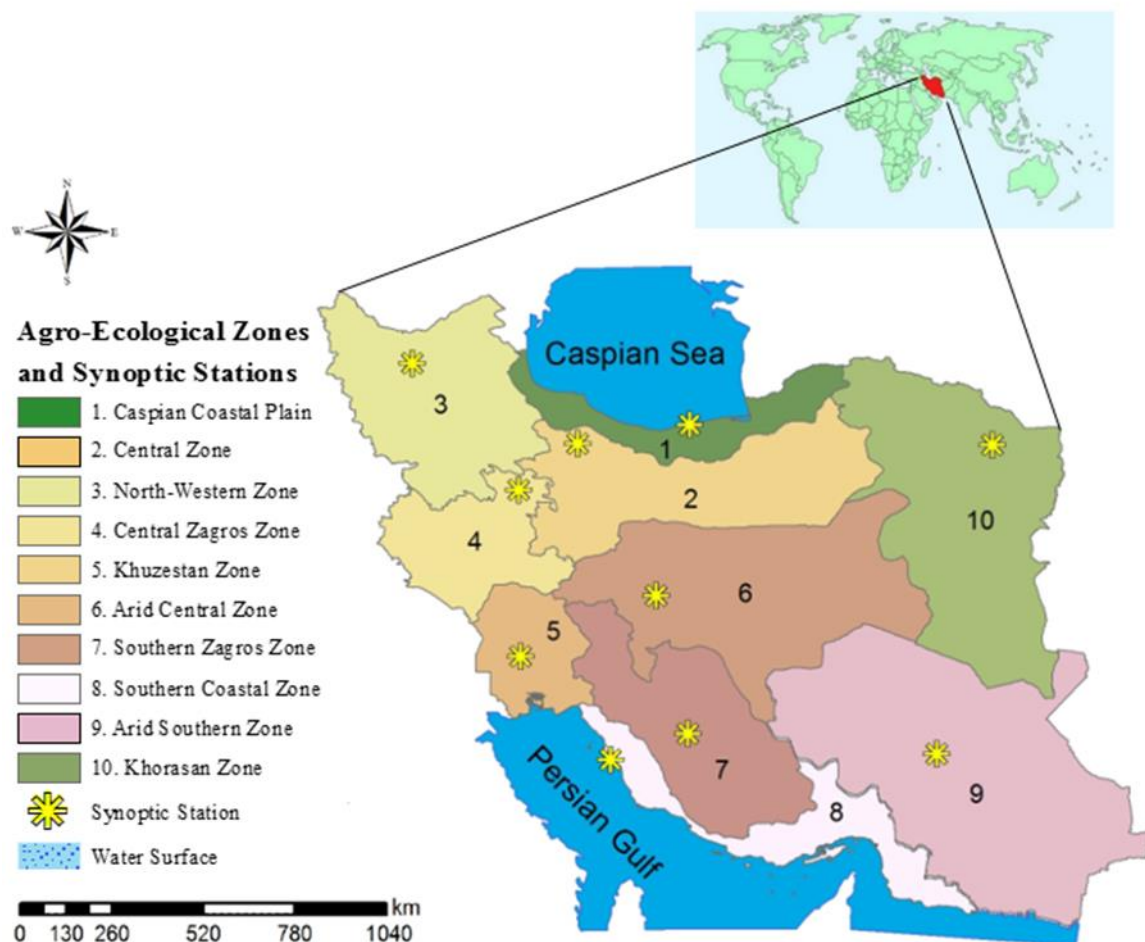 N
W E
S
Agro-Ecological Zones
and Synoptic Stations
1. Caspian Coastal Plain
2. Central Zone
3. North-Western Zone
4. Central Zagros Zone
5. Khuzestan Zone
6. Arid Central Zone
7. Southern Zagros Zone
8. Southern Coastal Zone
9. Arid Southern Zone
10. Khorasan Zone
Synoptic Station
Water Surface
km
0 130 260 520 780 1040
Caspian Sea
3
1
2
10
4
6
5
7
9
8
Persian Gulf